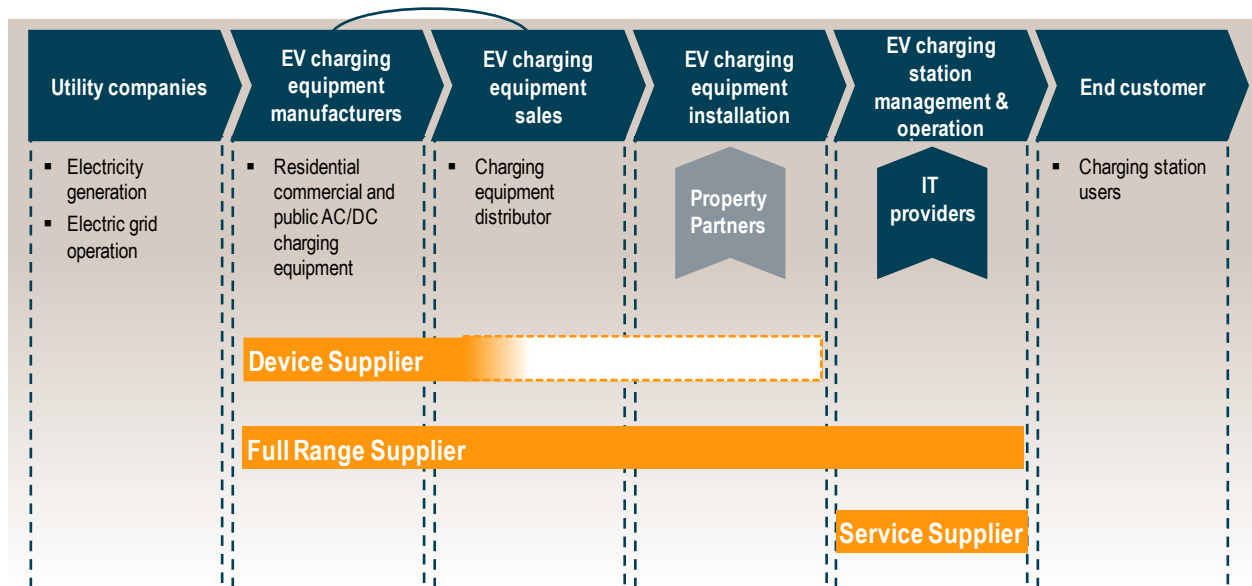 Utility companies
EV charging
equipment
manufacturers
EV charging
equipment
sales
EV charging
equipment
installation
EV charging
station
management &
operation
End customer
▪ Electricity
generation
▪ Electric grid
operation
▪ Residential
commercial and
public AC/DC
charging
equipment
▪ Charging
equipment
distributor
Property
Partners
IT
providers
▪ Charging station
users
Device Supplier
Full Range Supplier
Service Supplier